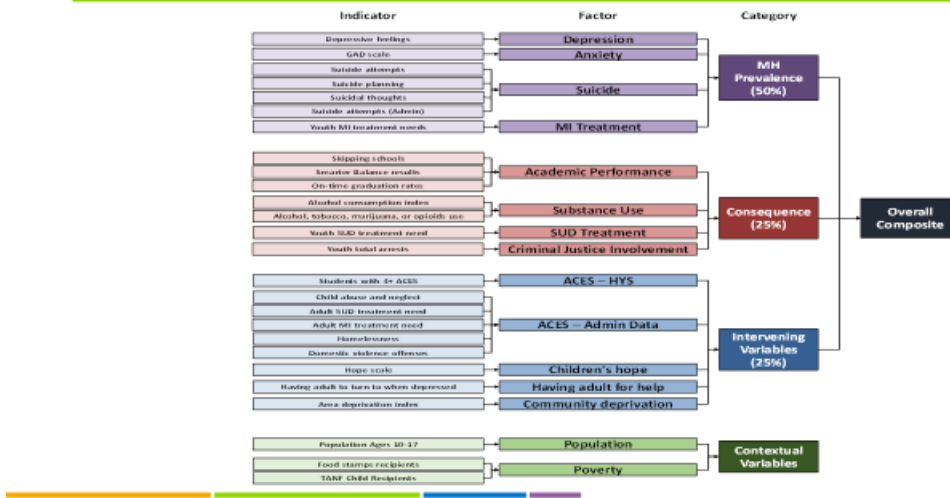 Indicator Factor Category
Depressive feelings
GAD scale
Suicide attempts
Suicide planning
Suicidal thoughts
Suicide attempts (Admin)
Youth MI treatment needs
Depression
Anxiety
Suicide
MI Treatment
MH
Prevalence
(50%)
Skipping schools
Smarter Balance results
On-time graduation rates
Alcohol consumption index
Alcohol, tobacco, marijuana, or opioids use
Youth SUD treatment need
Youth total arrests
Academic Performance
Substance Use
SUD Treatment
Criminal Justice Involvement
Consequence
(25%)
Overall
Composite
Students with 4+ ACES
Child abuse and neglect
Adult SUD treatment need
Adult MI treatment need
Homelessness
Domestic violence offenses
Hope scale
Having adult to turn to when depressed
Area deprivation index
ACES – HYS
ACES – Admin Data
Children's hope
Having adult for help
Community deprivation
Intervening
Variables
(25%)
Population Ages 10-17
Food stamps recipients
TANF Child Recipients
Population
Poverty
Contextual
Variables